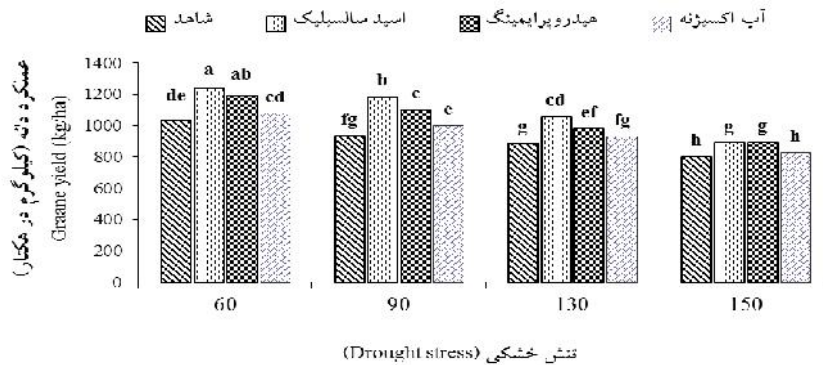 شاهد اسید سالسیلیک هیدروپرایمینگ آب اکسیژنه
عملکرد دانه (کیلوگرم در هکتار)
Graane yield (kg/ha)
1400
1200
1000
800
600
400
200
0
de a ab cd
fg b c e
g cd ef fg
h g g h
60 90 130 150
تنش خشکی (Drought stress)